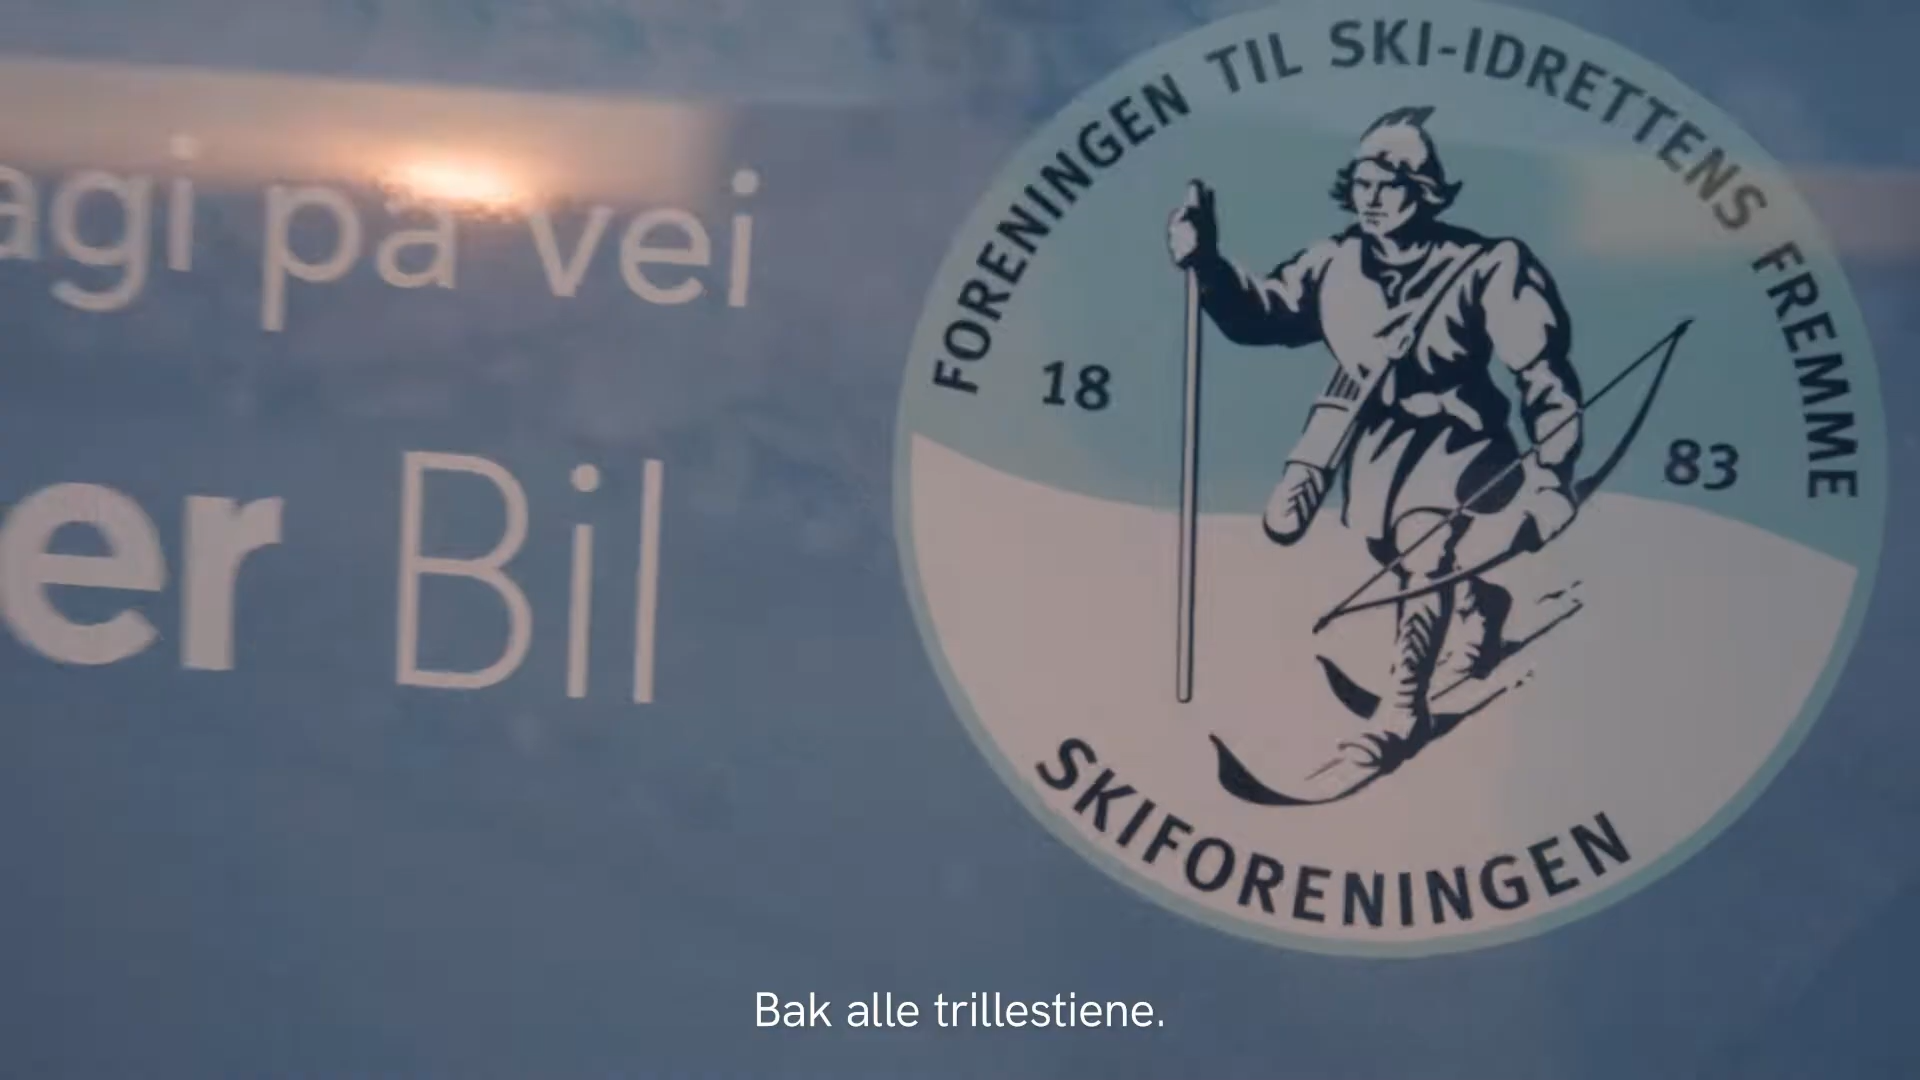 agi på vei
er Bil
FORENINGEN TIL SKI-IDRETTENS FREMME
18 83
SKIFORENINGEN
Bak alle trillestiene.